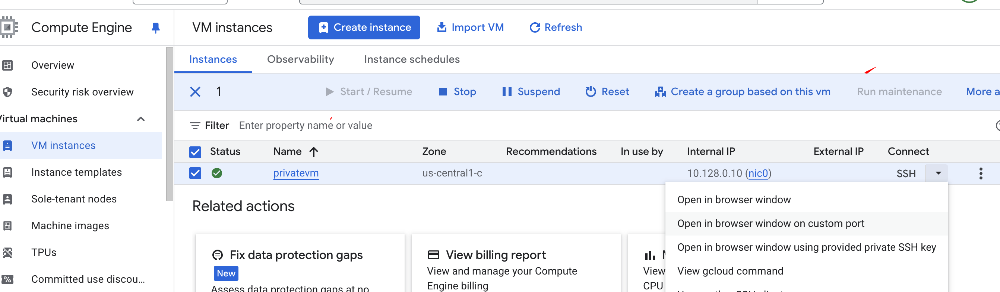 Compute Engine
VM instances
Create instance
Import VM
Refresh
Overview
Security risk overview
Virtual machines
VM instances
Instance templates
Sole-tenant nodes
Machine images
TPUs
Committed use discou...
Instances Observability Instance schedules
1 Start / Resume Stop Suspend Reset Create a group based on this vm Run maintenance More
Filter Enter property name or value
Status Name Zone Recommendations In use by Internal IP External IP Connect
privatevm us-central1-c 10.128.0.10 (nic0) SSH
Open in browser window
Open in browser window on custom port
Open in browser window using provided private SSH key
View gcloud command
Related actions
Fix data protection gaps
New
Assess data protection gaps at no
View billing report
View and manage your Compute
Engine billing
View
CPU